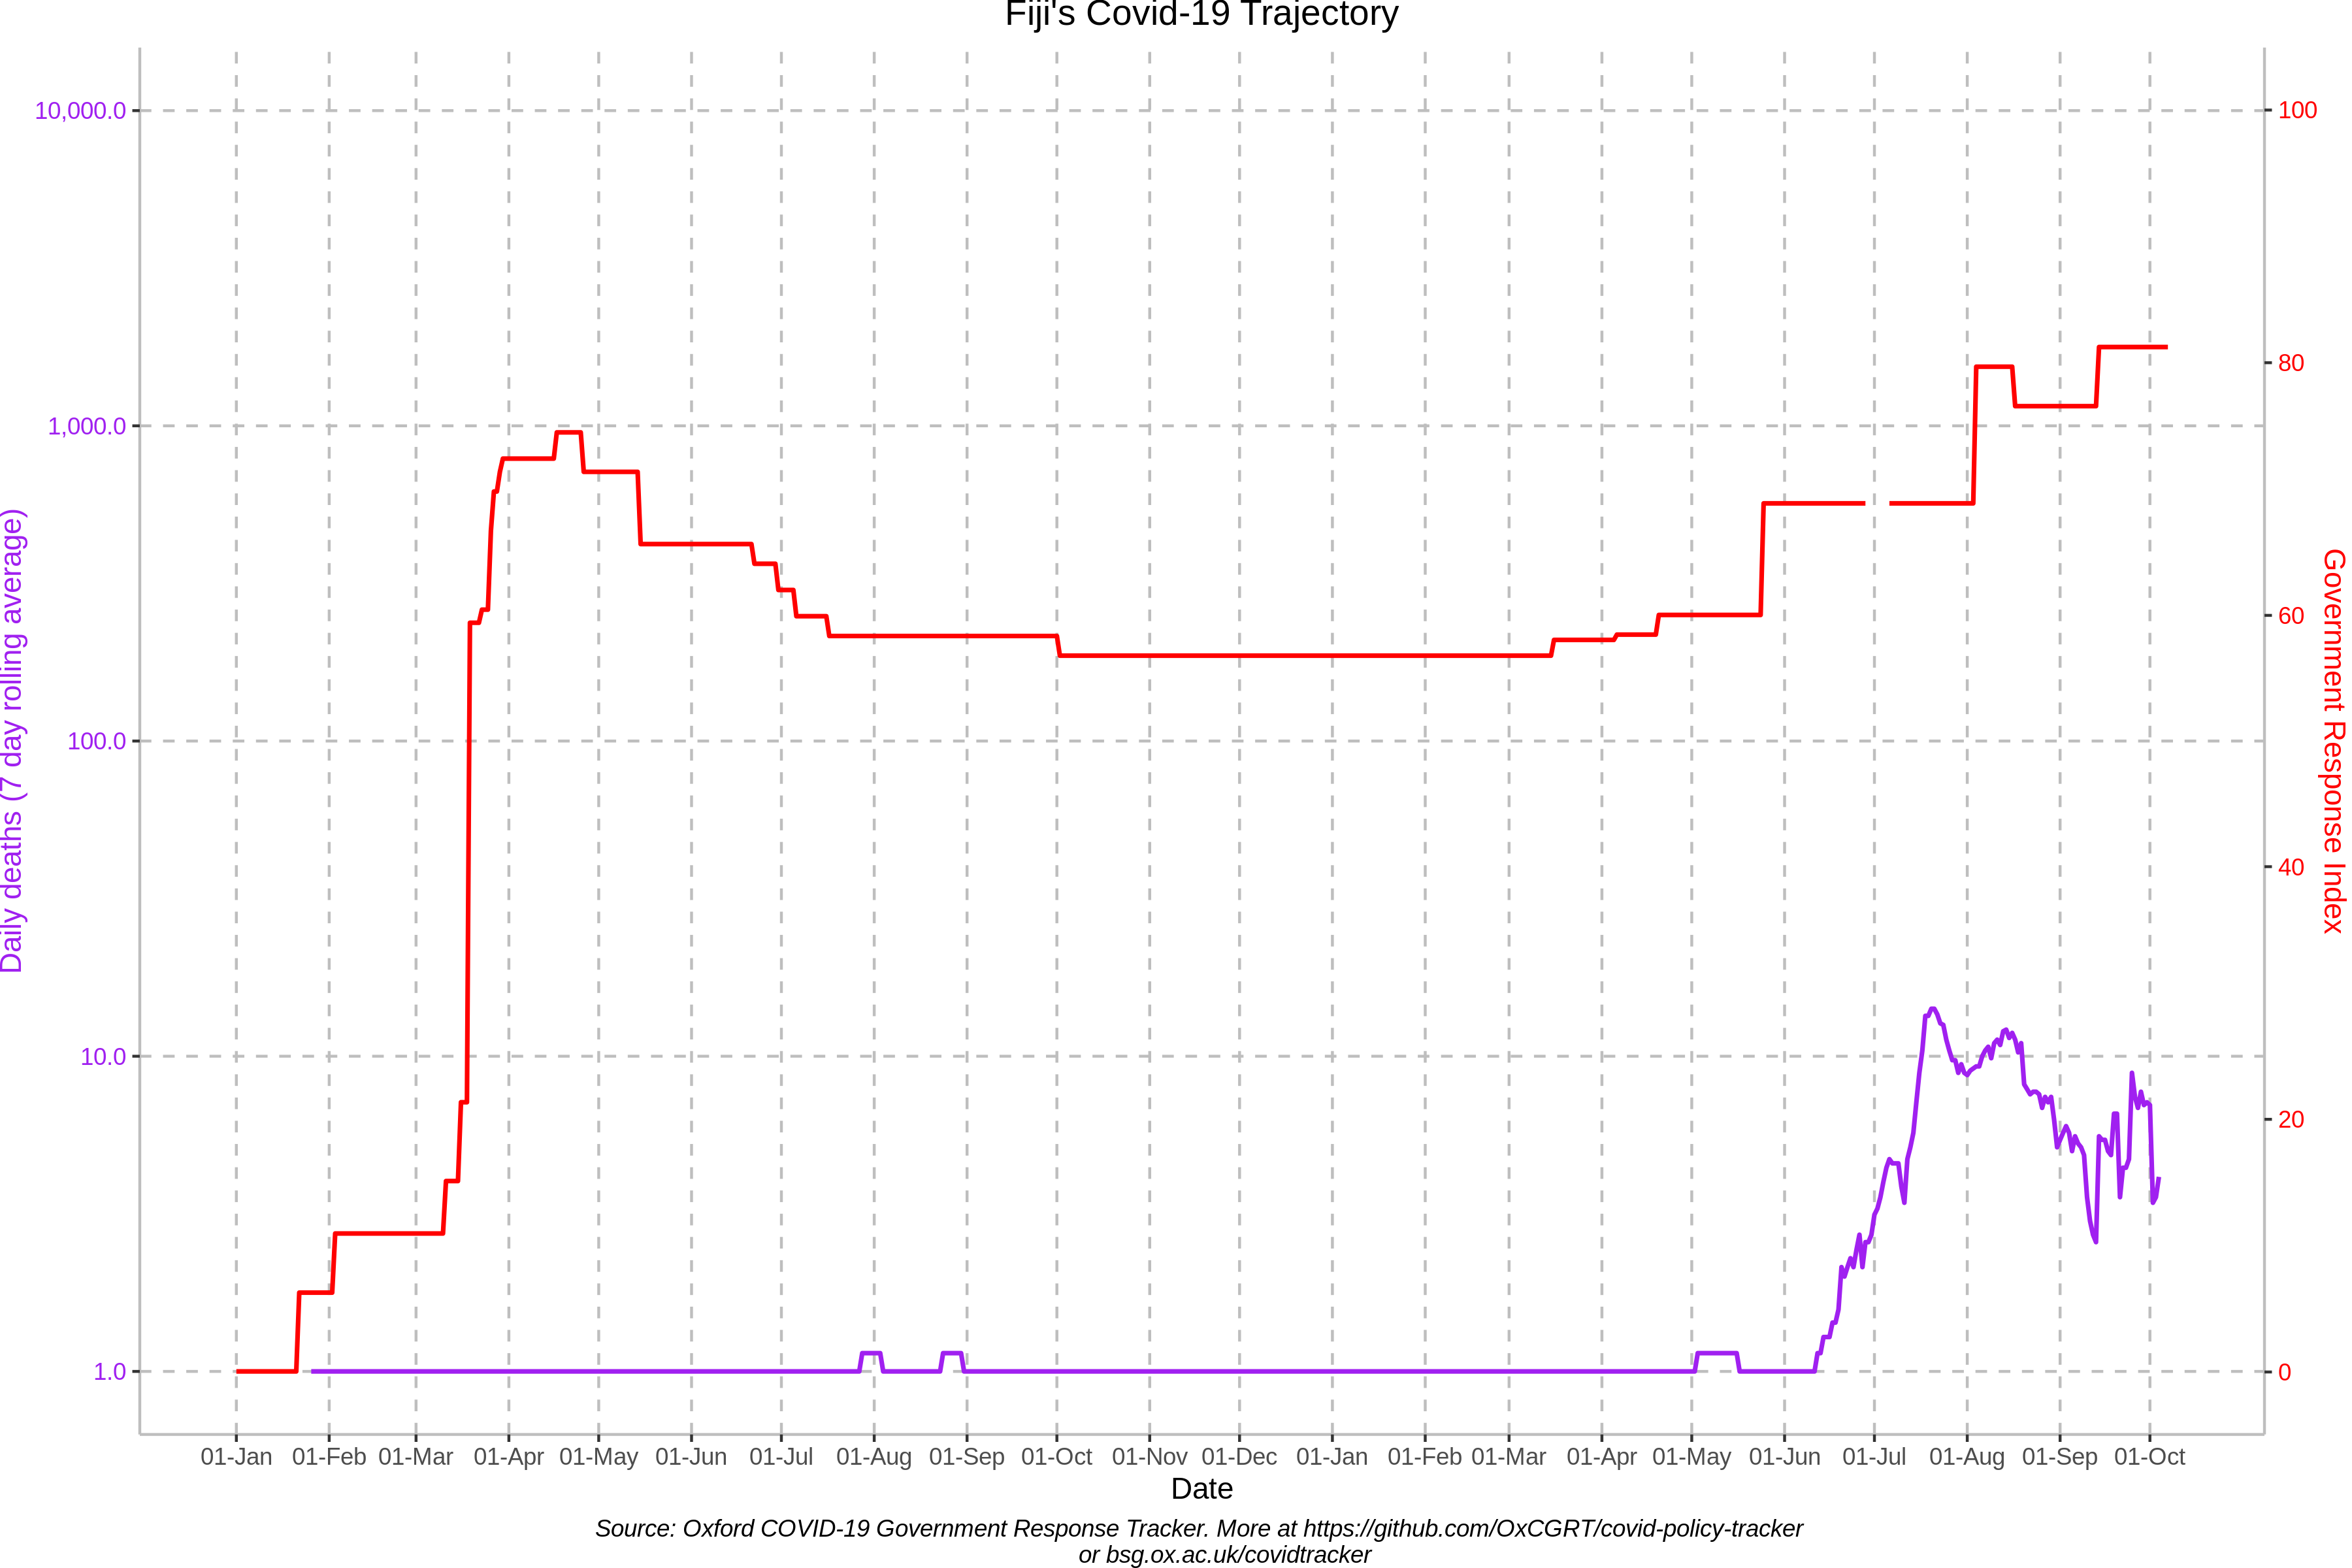 Fiji's Covid-19 Trajectory
10,000.0
1,000.0
100.0
10.0
1.0
Daily deaths (7 day rolling average)
100
80
60
40
20
0
Government Response Index
01-Jan 01-Feb 01-Mar 01-Apr 01-May 01-Jun 01-Jul 01-Aug 01-Sep 01-Oct 01-Nov 01-Dec 01-Jan 01-Feb 01-Mar 01-Apr 01-May 01-Jun 01-Jul 01-Aug 01-Sep 01-Oct
Date
Source: Oxford COVID-19 Government Response Tracker. More at https://github.com/OxCGRT/covid-policy-tracker
or bsg.ox.ac.uk/covidtracker